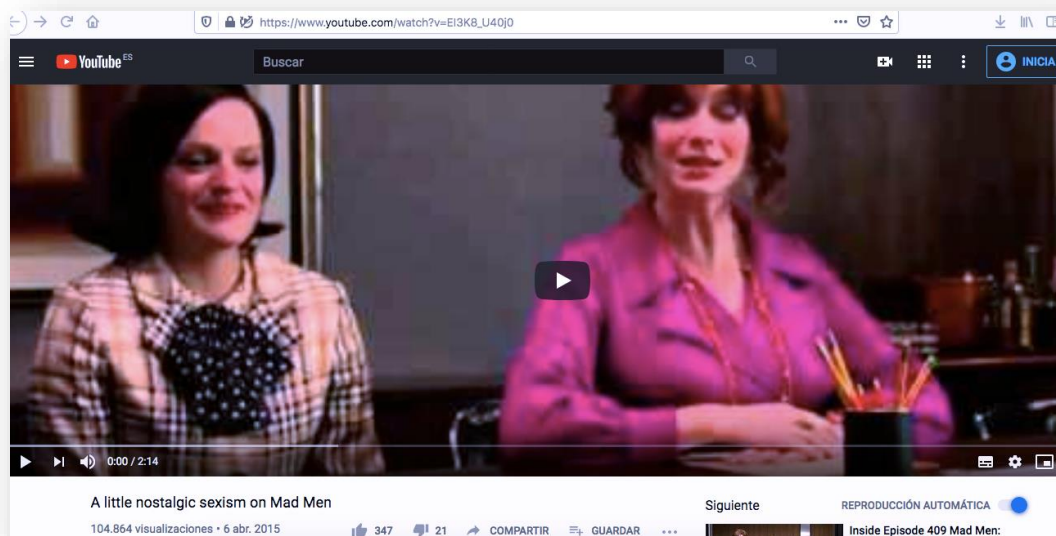 https://www.youtube.com/watch?v=EI3K8_U40j0
YouTube ES
Buscar
INICIA
0:00 / 2:14
A little nostalgic sexism on Mad Men
104.864 visualizaciones • 6 abr. 2015
347
21
COMPARTIR
GUARDAR
Siguiente
REPRODUCCIÓN AUTOMÁTICA
Inside Episode 409 Mad Men: